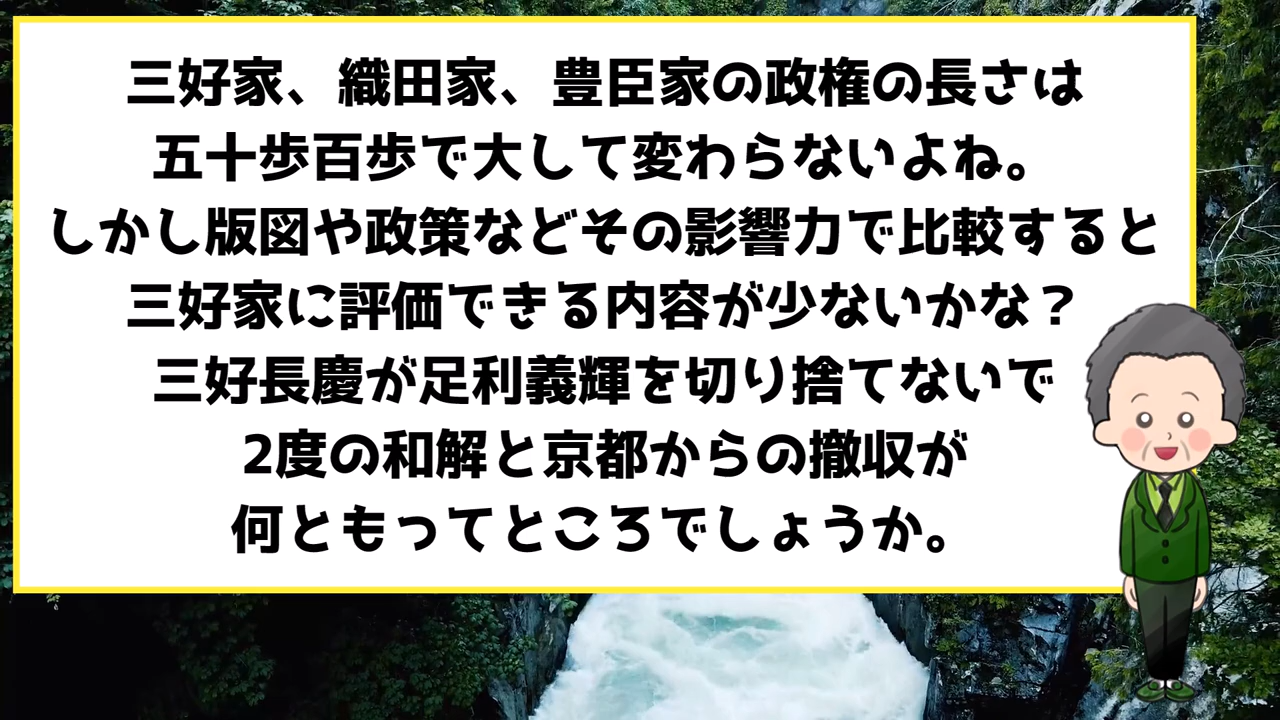 三好家、織田家、豊臣家の政権の長さは
五十歩百歩で大して変わらないよね。
しかし版図や政策などその影響力で比較すると
三好家に評価できる内容が少ないかな？
三好長慶が足利義輝を切り捨てないで
2度の和解と京都からの撤収が
何ともってところでしょうか。